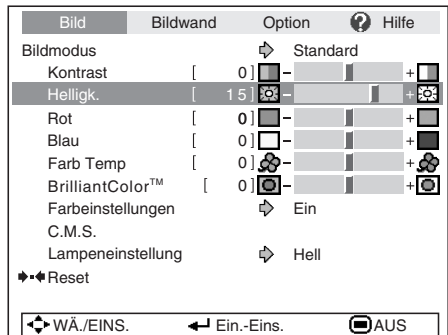 Bild Bildwand Option ? Hilfe
Bildmodus Standard
Kontrast [ 0] - +
Helligk. [ 15] - +
Rot [ 0] - +
Blau [ 0] - +
Farb Temp [ 0] - +
BrilliantColor™ [ 0] - +
Farbeinstellungen Ein
C.M.S.
Lampeneinstellung Hell
Reset
WÄ./EINS. Ein.-Eins. AUS